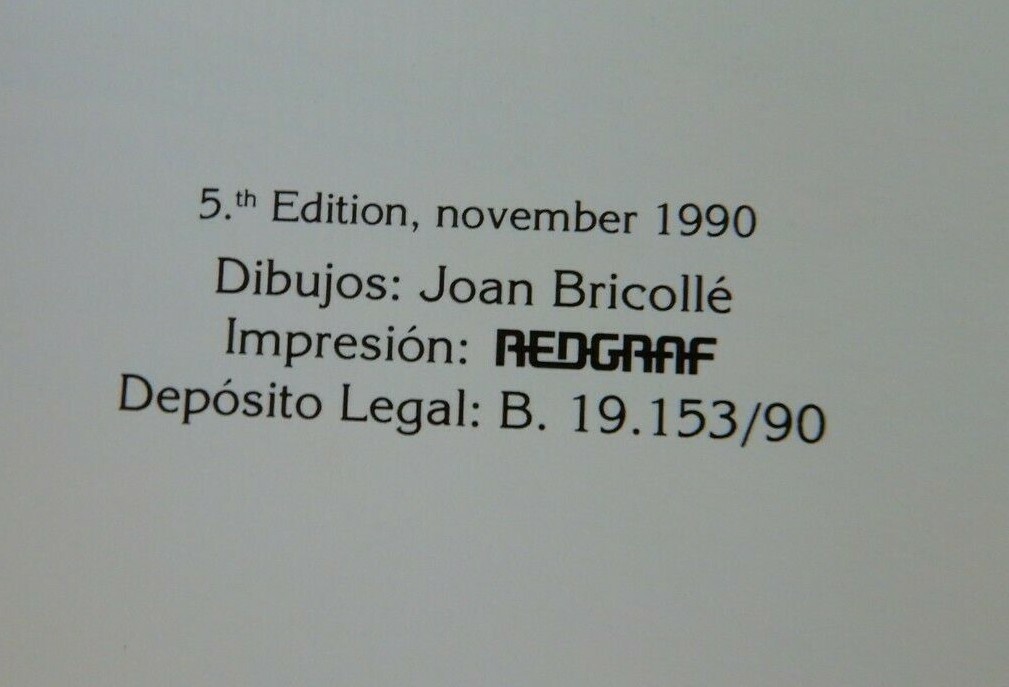 5.th Edition, november 1990
Dibujos: Joan Bricollé
Impresión: REDGRAF
Depósito Legal: B. 19.153/90